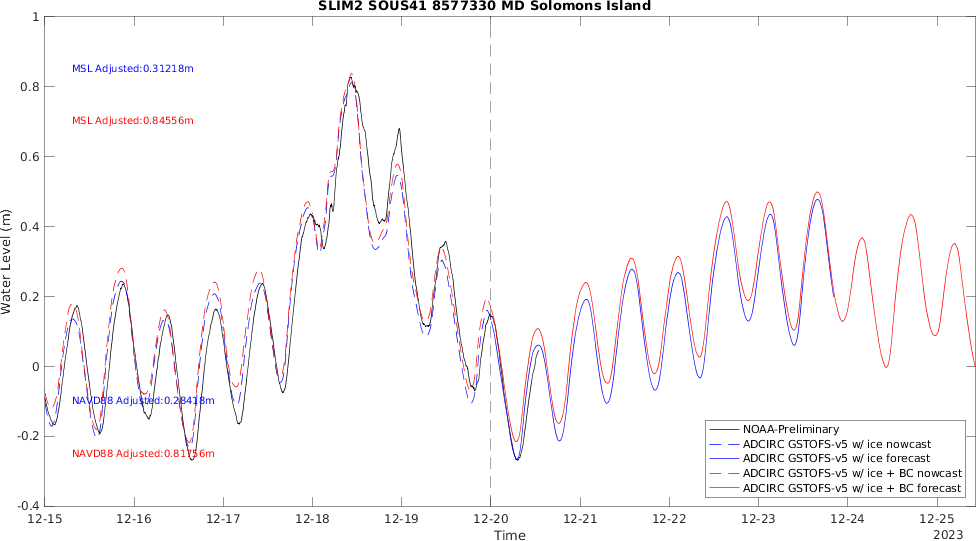 SLIM2 SOUS41 8577330 MD Solomons Island
1
0.8
0.6
0.4
0.2
0
-0.2
-0.4
Water Level (m)
MSL Adjusted:0.31218m
MSL Adjusted:0.84556m
NAVD88 Adjusted:0.28418m
NAVD88 Adjusted:0.81756m
NOAA-Preliminary
ADCIRC GSTOFS-v5 w/ ice nowcast
ADCIRC GSTOFS-v5 w/ ice forecast
ADCIRC GSTOFS-v5 w/ ice + BC nowcast
ADCIRC GSTOFS-v5 w/ ice + BC forecast
12-15 12-16 12-17 12-18 12-19 12-20 12-21 12-22 12-23 12-24 12-25
Time
2023